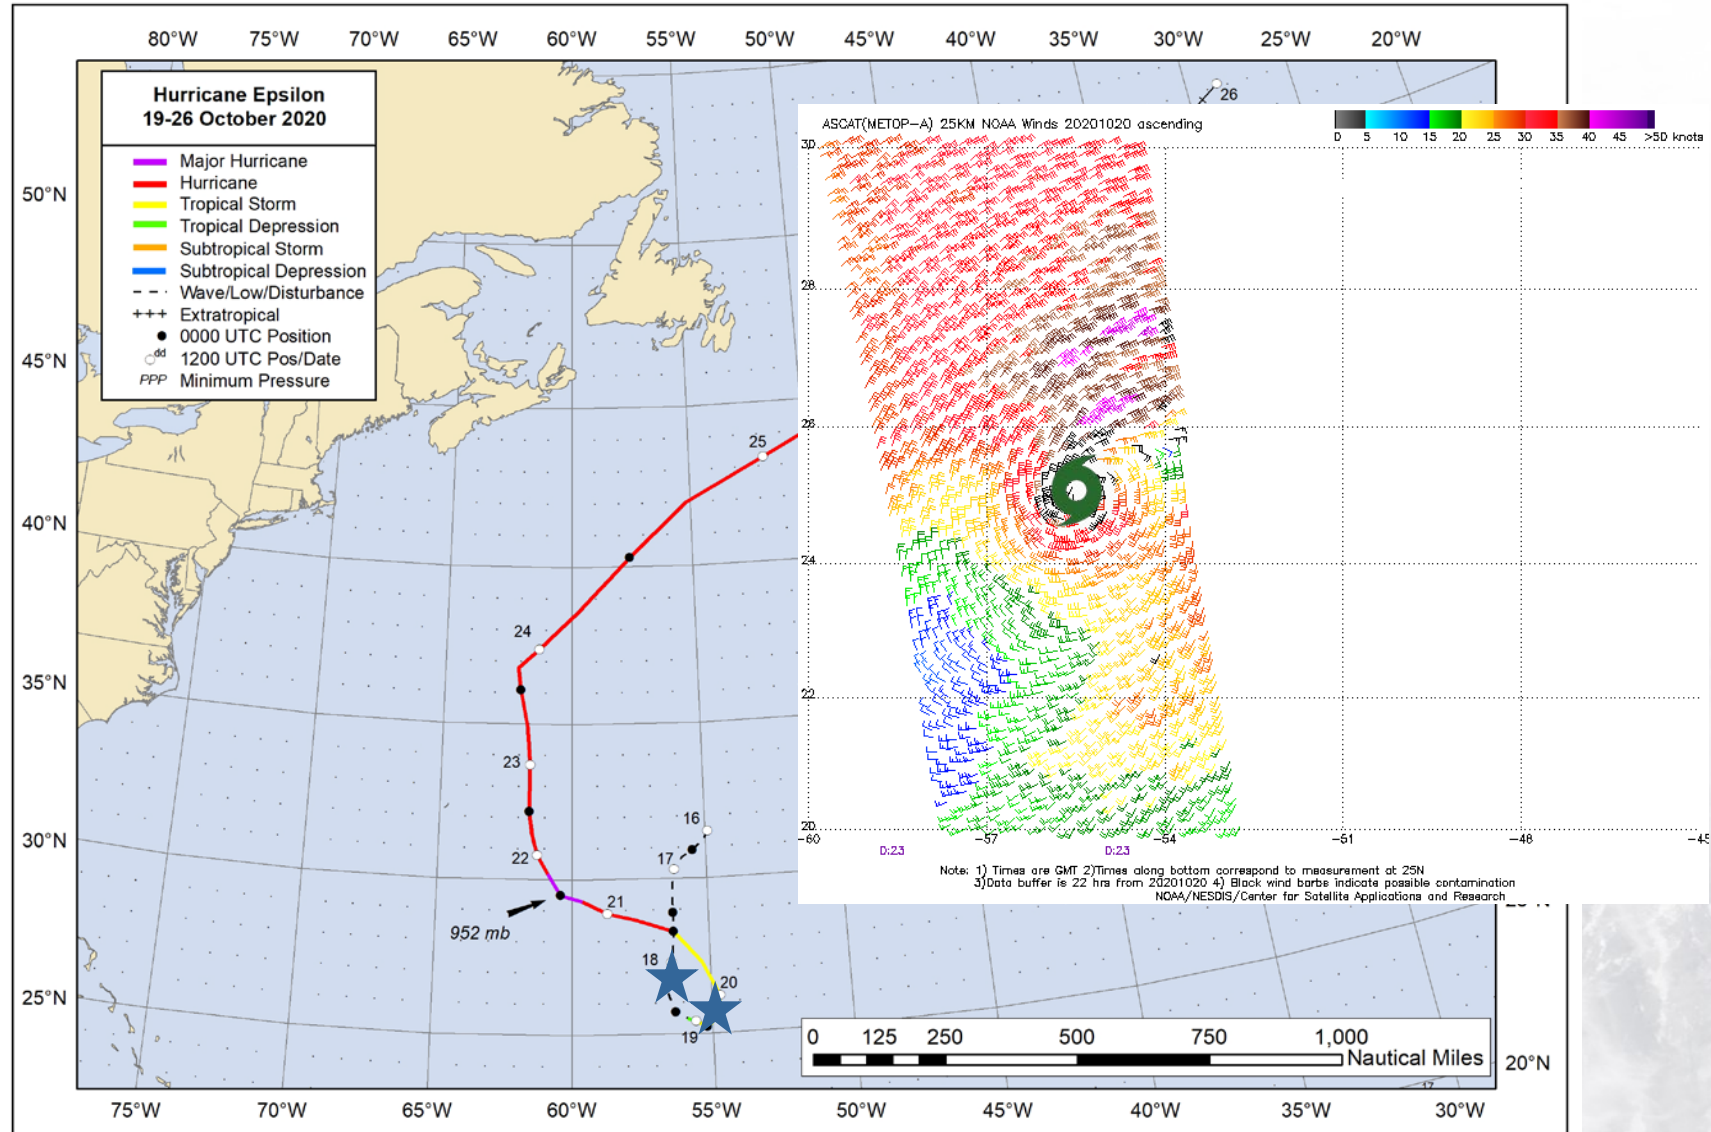 80°W 75°W 70°W 65°W 60°W 55°W 50°W 45°W 40°W 35°W 30°W 25°W 20°W
Hurricane Epsilon
19-26 October 2020
Major Hurricane
Hurricane
Tropical Storm
Tropical Depression
Subtropical Storm
Subtropical Depression
Wave/Low/Disturbance
+++ Extratropical
0000 UTC Position
dd 1200 UTC Pos/Date
PPP Minimum Pressure
50°N
45°N
40°N
35°N
30°N
25°N
26
25
24
23
22
21
952 mb
16
17
18
19
20
ASCAT(METOP-A) 25KM NOAA Winds 20201020 ascending
0 5 10 15 20 25 30 35 40 45 >50 knots
30
28
26
24
22
20
-60 -57 -54 -51 -48 -45
D:23 D:23
Note: 1) Times are GMT 2)Times along bottom correspond to measurement at 25N
3)Data buffer is 22 hrs from 20201020 4) Black wind barbs indicate possible contamination
NOAA/NESDIS/Center for Satellite Applications and Research
0 125 250 500 750 1,000
Nautical Miles
20°N
75°W 70°W 65°W 60°W 55°W 50°W 45°W 40°W 35°W 30°W